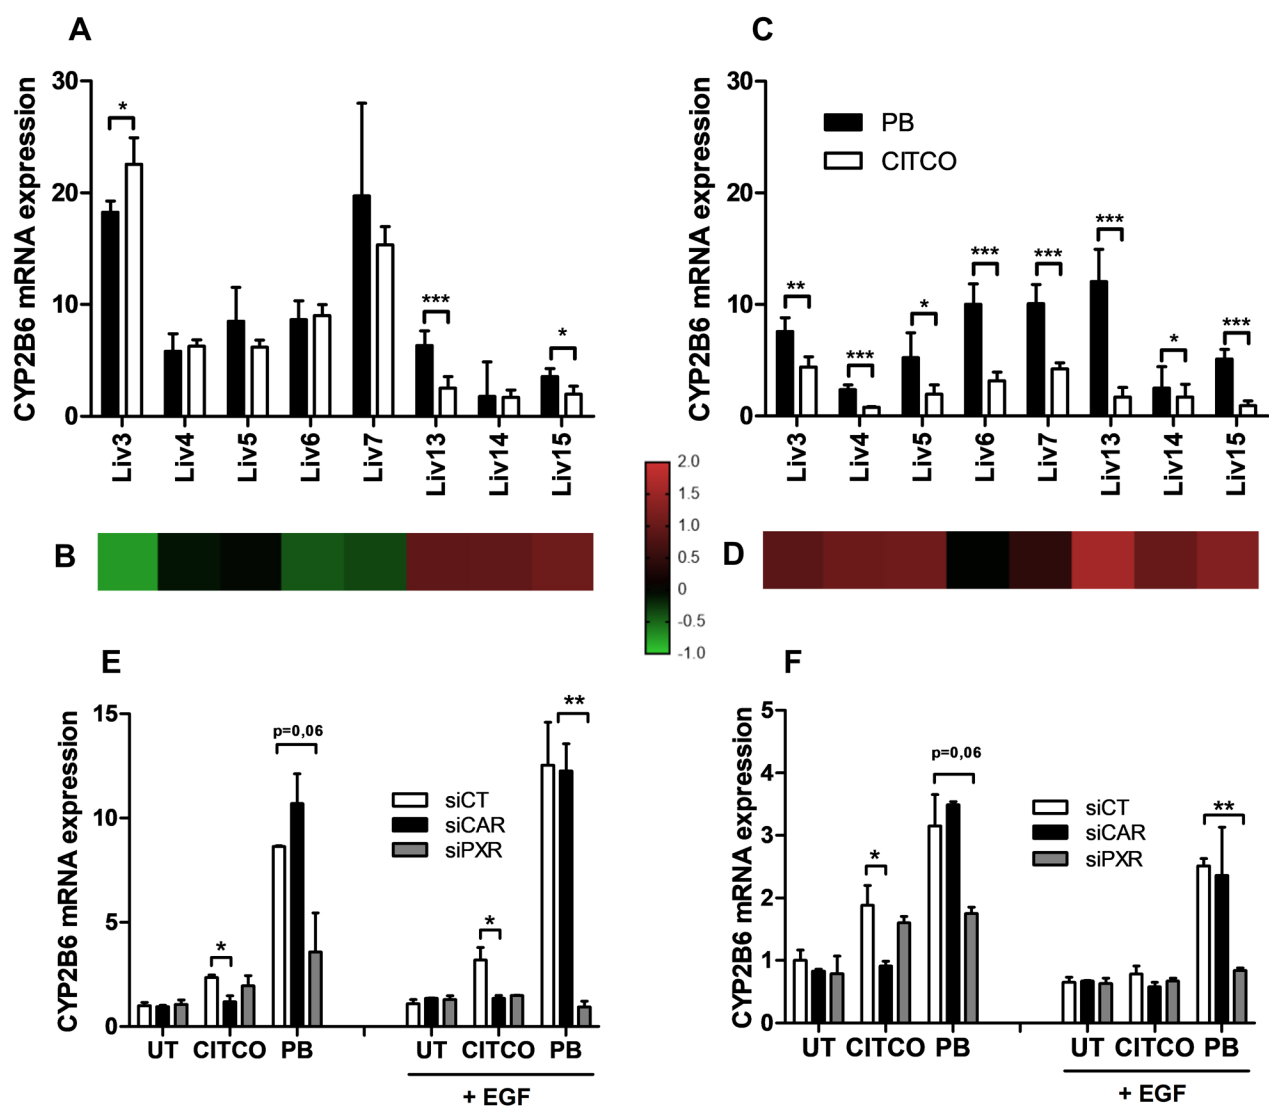 A
CYP2B6 mRNA expression
30
20
10
0
*
***
*
Liv3
Liv4
Liv5
Liv6
Liv7
Liv13
Liv14
Liv15
C
CYP2B6 mRNA expression
30
20
10
0
PB
CITCO
**
***
*
***
***
***
*
***
Liv3
Liv4
Liv5
Liv6
Liv7
Liv13
Liv14
Liv15
B
2.0
1.5
1.0
0.5
0
-0.5
-1.0
D
E
CYP2B6 mRNA expression
15
10
5
0
*
p=0,06
*
**
siCT
siCAR
siPXR
UT CITCO PB
UT CITCO PB
+ EGF
F
CYP2B6 mRNA expression
5
4
3
2
1
0
*
p=0,06
**
siCT
siCAR
siPXR
UT CITCO PB
UT CITCO PB
+ EGF